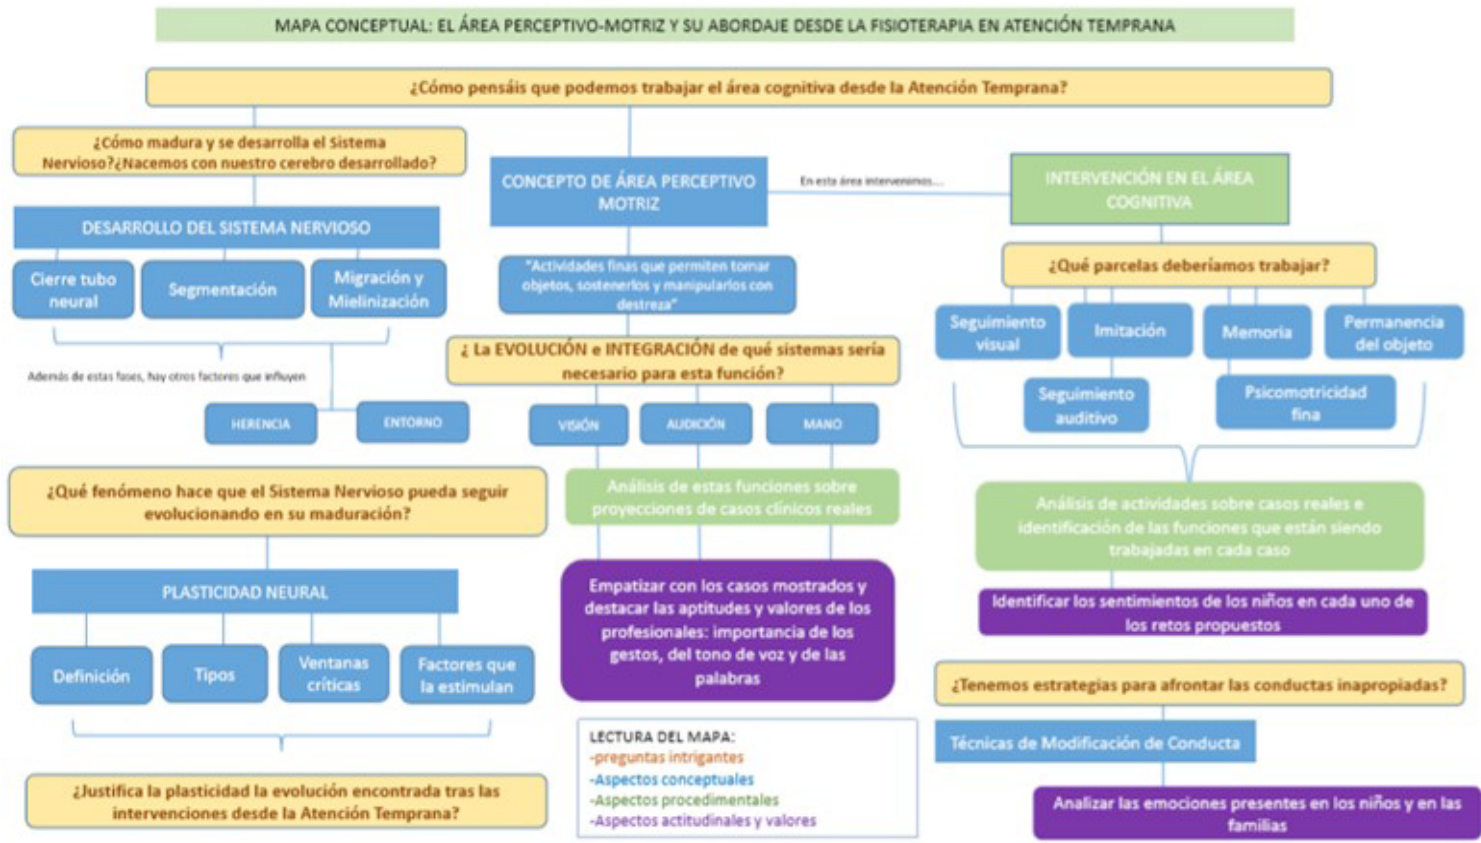 MAPA CONCEPTUAL: EL ÁREA PERCEPTIVO-MOTRIZ Y SU ABORDAJE DESDE LA FISIOTERAPIA EN ATENCIÓN TEMPRANA
¿Cómo pensáis que podemos trabajar el área cognitiva desde la Atención Temprana?
¿Cómo madura y se desarrolla el Sistema
Nervioso?¿Nacemos con nuestro cerebro desarrollado?
DESARROLLO DEL SISTEMA NERVIOSO
Cierre tubo
neural
Segmentación
Migración y
Mielinización
Además de estas fases, hay otros factores que influyen
HERENCIA
ENTORNO
¿Qué fenómeno hace que el Sistema Nervioso pueda seguir
evolucionando en su maduración?
PLASTICIDAD NEURAL
Definición
Tipos
Ventanas
críticas
Factores que
la estimulan
¿Justifica la plasticidad la evolución encontrada tras las
intervenciones desde la Atención Temprana?
CONCEPTO DE ÁREA PERCEPTIVO
MOTRIZ
En esta área intervenimos...
"Actividades finas que permiten tomar
objetos, sostenerlos y manipularlos con
destreza"
¿ La EVOLUCIÓN e INTEGRACIÓN de qué sistemas sería
necesario para esta función?
VISIÓN
AUDICIÓN
MANO
Análisis de estas funciones sobre
proyecciones de casos clínicos reales
Empatizar con los casos mostrados y
destacar las aptitudes y valores de los
profesionales: importancia de los
gestos, del tono de voz y de las
palabras
LECTURA DEL MAPA:
-preguntas intrigantes
-Aspectos conceptuales
-Aspectos procedimentales
-Aspectos actitudinales y valores
INTERVENCIÓN EN EL ÁREA
COGNITIVA
¿Qué parcelas deberíamos trabajar?
Seguimiento
visual
Imitación
Memoria
Permanencia
del objeto
Seguimiento
auditivo
Psicomotricidad
fina
Análisis de actividades sobre casos reales e
identificación de las funciones que están siendo
trabajadas en cada caso
Identificar los sentimientos de los niños en cada uno de
los retos propuestos
¿Tenemos estrategias para afrontar las conductas inapropiadas?
Técnicas de Modificación de Conducta
Analizar las emociones presentes en los niños y en las
familias